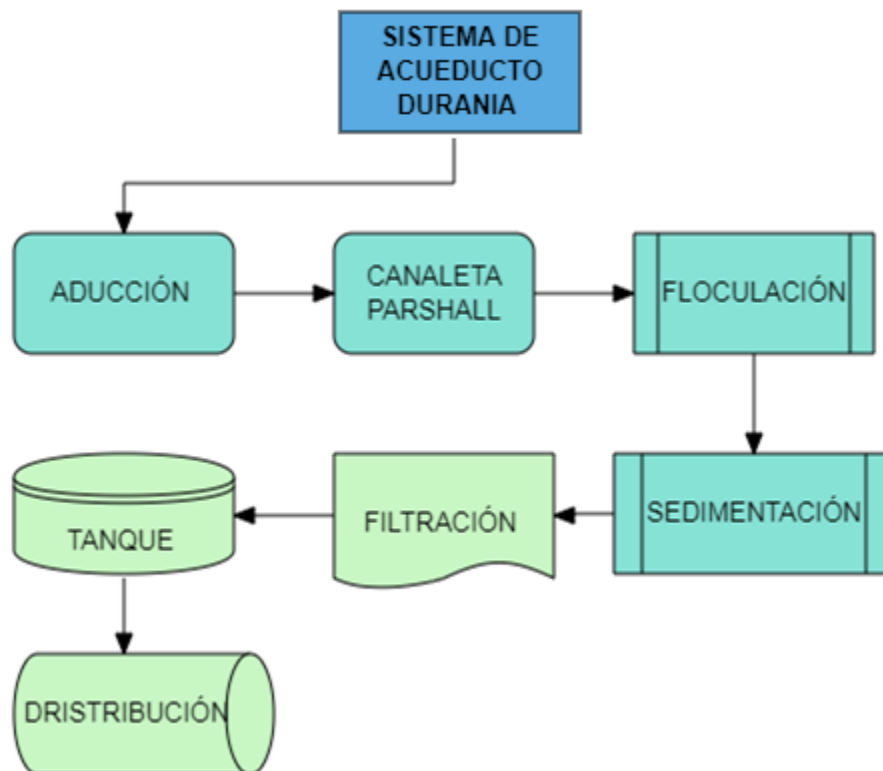 SISTEMA DE
ACUEDUCTO
DURANIA
ADUCCIÓN
CANALETA
PARSHALL
FLOCULACIÓN
SEDIMENTACIÓN
FILTRACIÓN
TANQUE
DRISTRIBUCIÓN